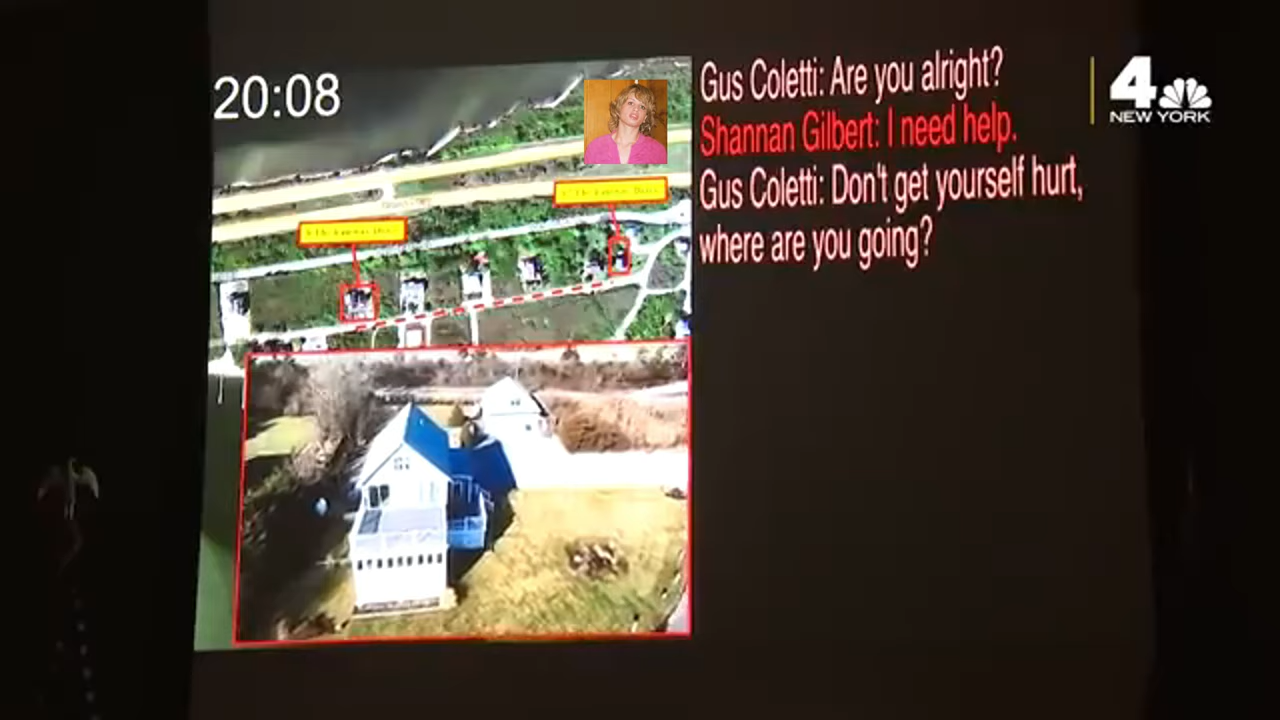 20:08
Gus Coletti: Are you alright?
Shannan Gilbert: I need help.
Gus Coletti: Don't get yourself hurt,
where are you going?
4
NEW YORK